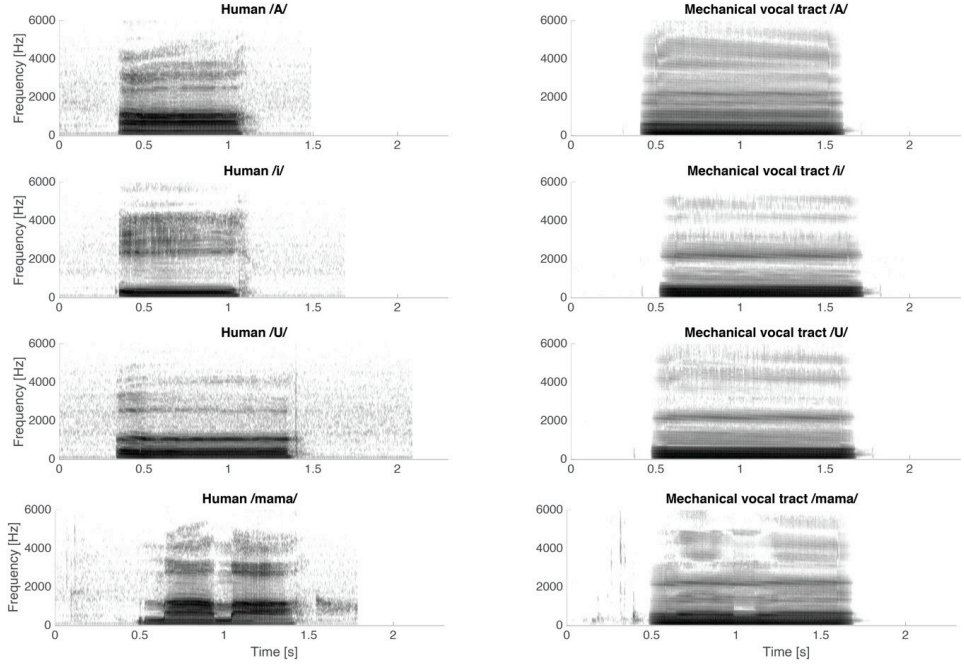 Human /A/
Mechanical vocal tract /A/
Frequency [Hz]
6000
4000
2000
0
0 0.5 1 1.5 2
6000
4000
2000
0
0 0.5 1 1.5 2
Human /i/
Mechanical vocal tract /i/
Frequency [Hz]
6000
4000
2000
0
0 0.5 1 1.5 2
6000
4000
2000
0
0 0.5 1 1.5 2
Human /U/
Mechanical vocal tract /U/
Frequency [Hz]
6000
4000
2000
0
0 0.5 1 1.5 2
6000
4000
2000
0
0 0.5 1 1.5 2
Human /mama/
Mechanical vocal tract /mama/
Frequency [Hz]
6000
4000
2000
0
0 0.5 1 1.5 2
Time [s]
6000
4000
2000
0
0 0.5 1 1.5 2
Time [s]